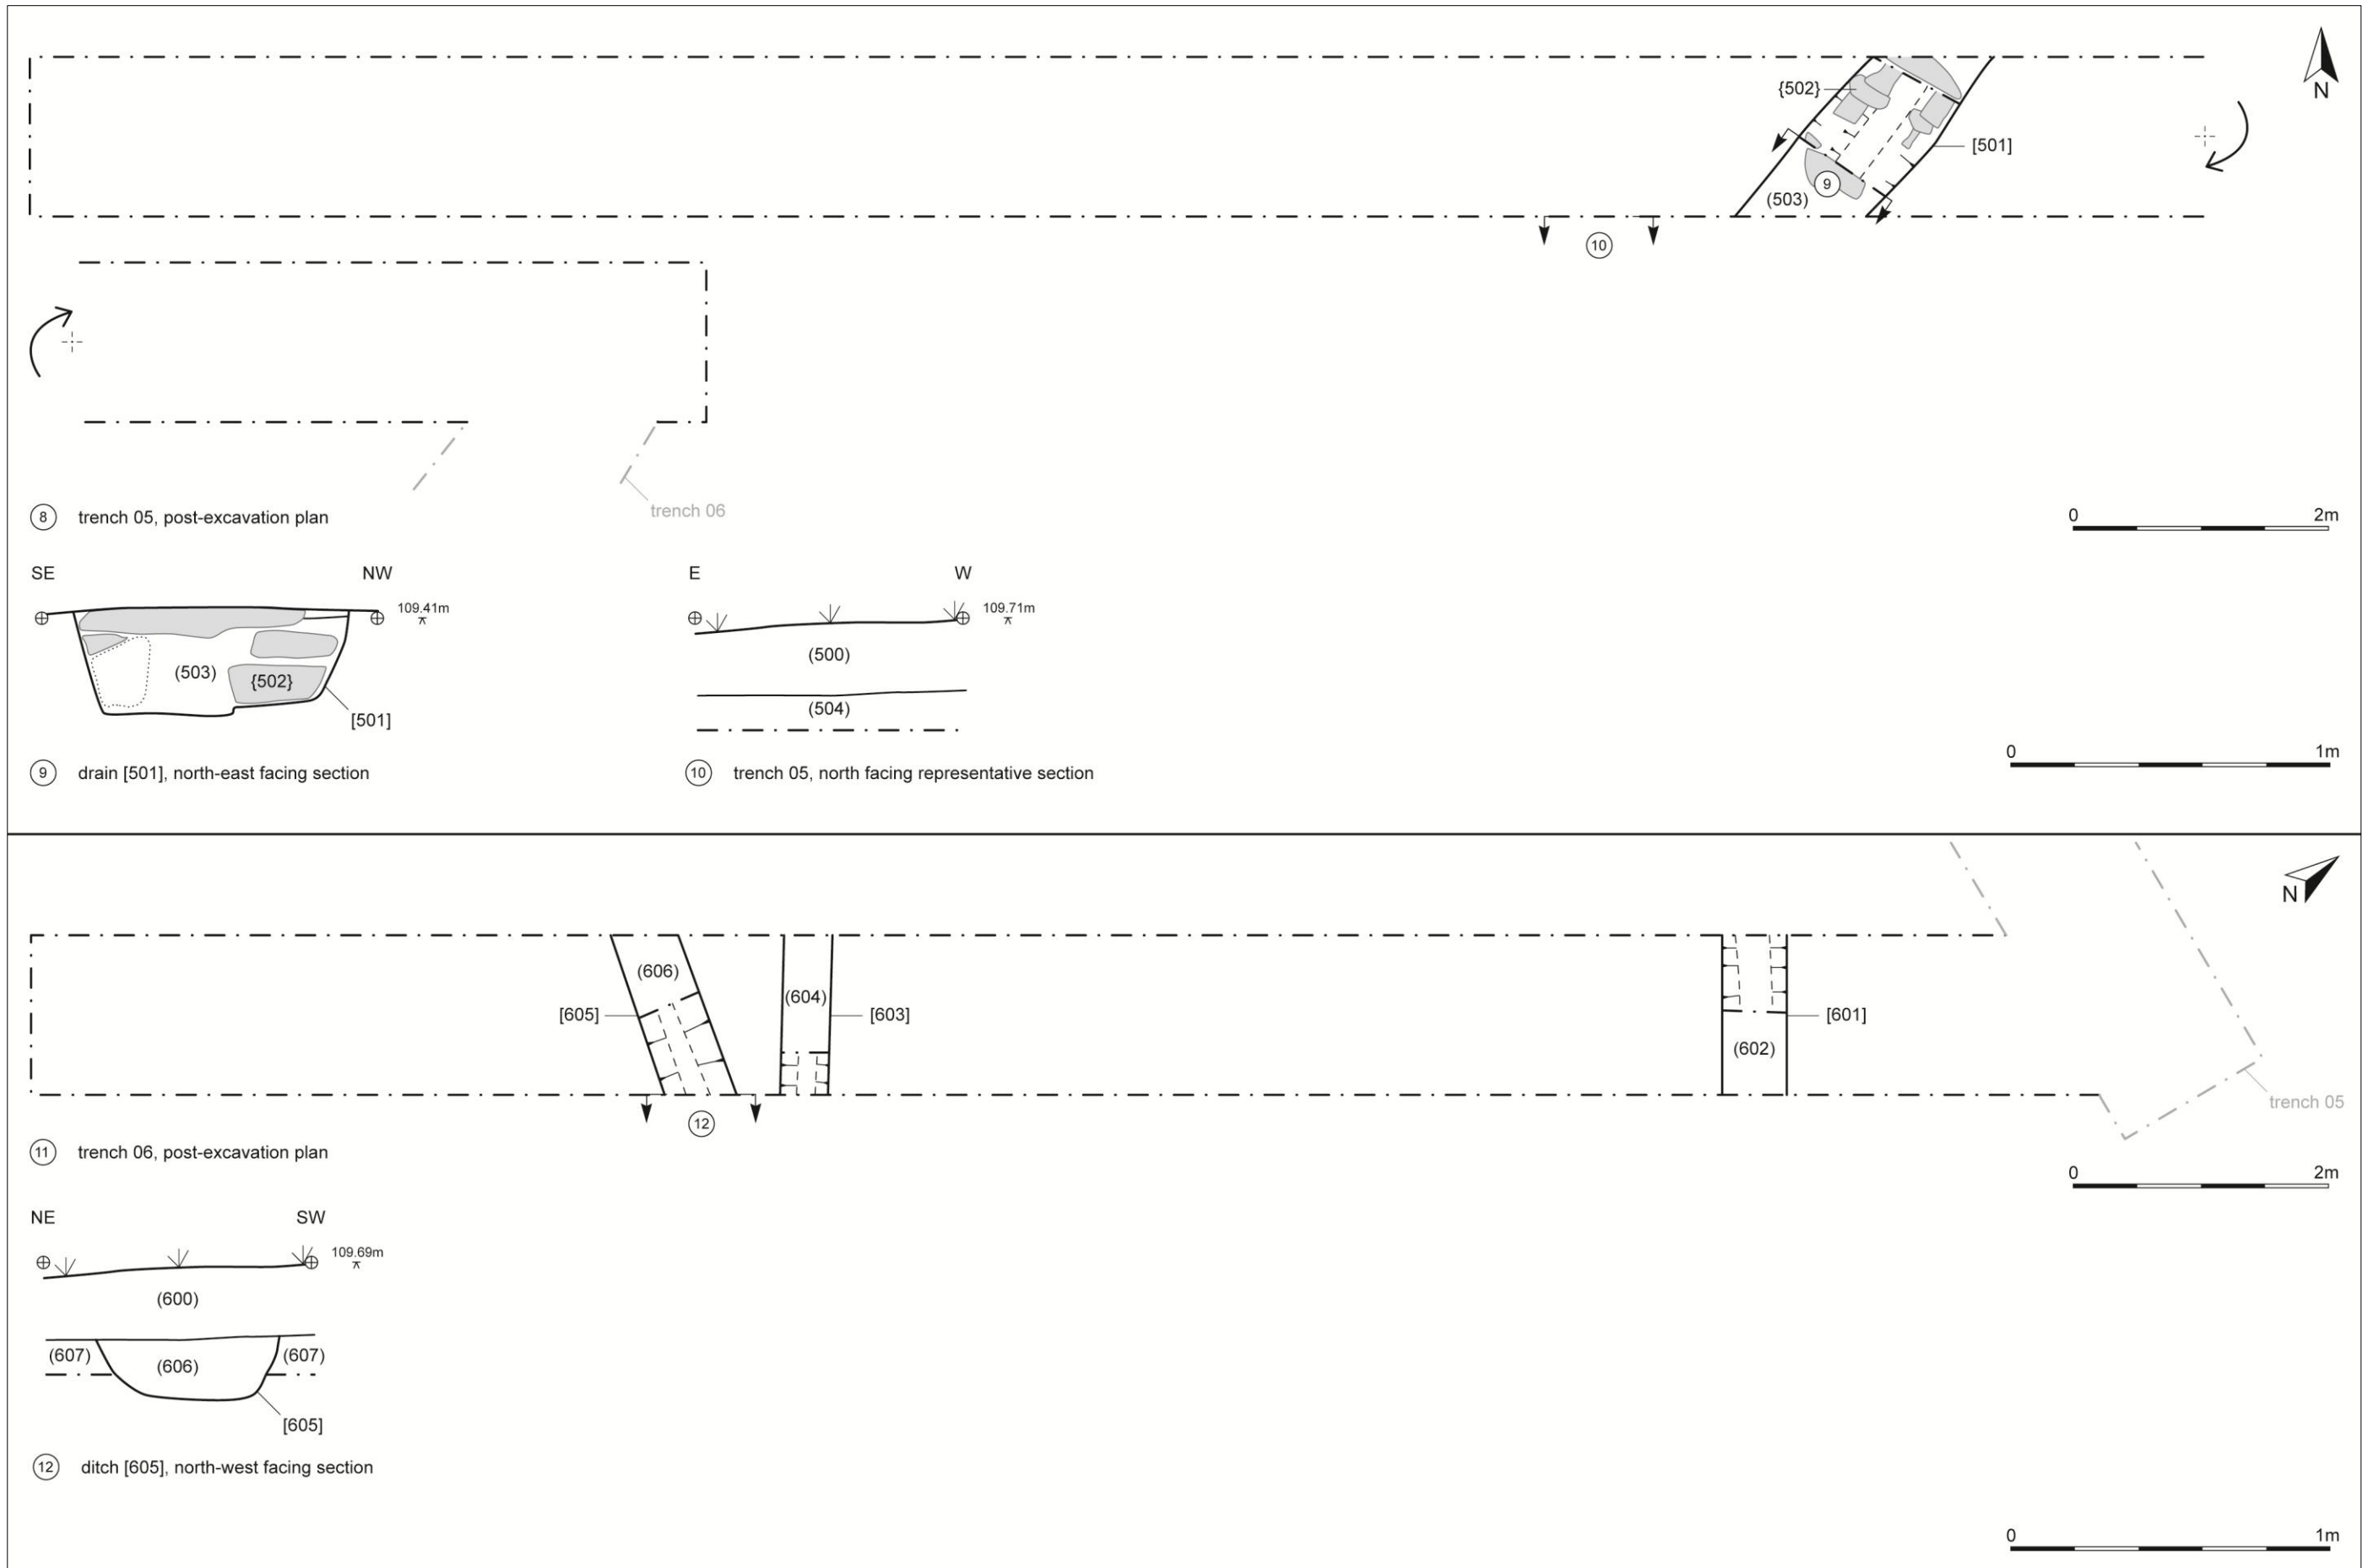 N
{502}
[501]
(503)
9
10
trench 06
8 trench 05, post-excavation plan
0 2m
SE NW
109.41m
(503)
{502}
[501]
9 drain [501], north-east facing section
E W
109.71m
(500)
(504)
10 trench 05, north facing representative section
0 1m
N
(606)
[605]
(604)
[603]
[601]
(602)
12
trench 05
11 trench 06, post-excavation plan
0 2m
NE SW
109.69m
(600)
(607) (606) (607)
[605]
12 ditch [605], north-west facing section
0 1m